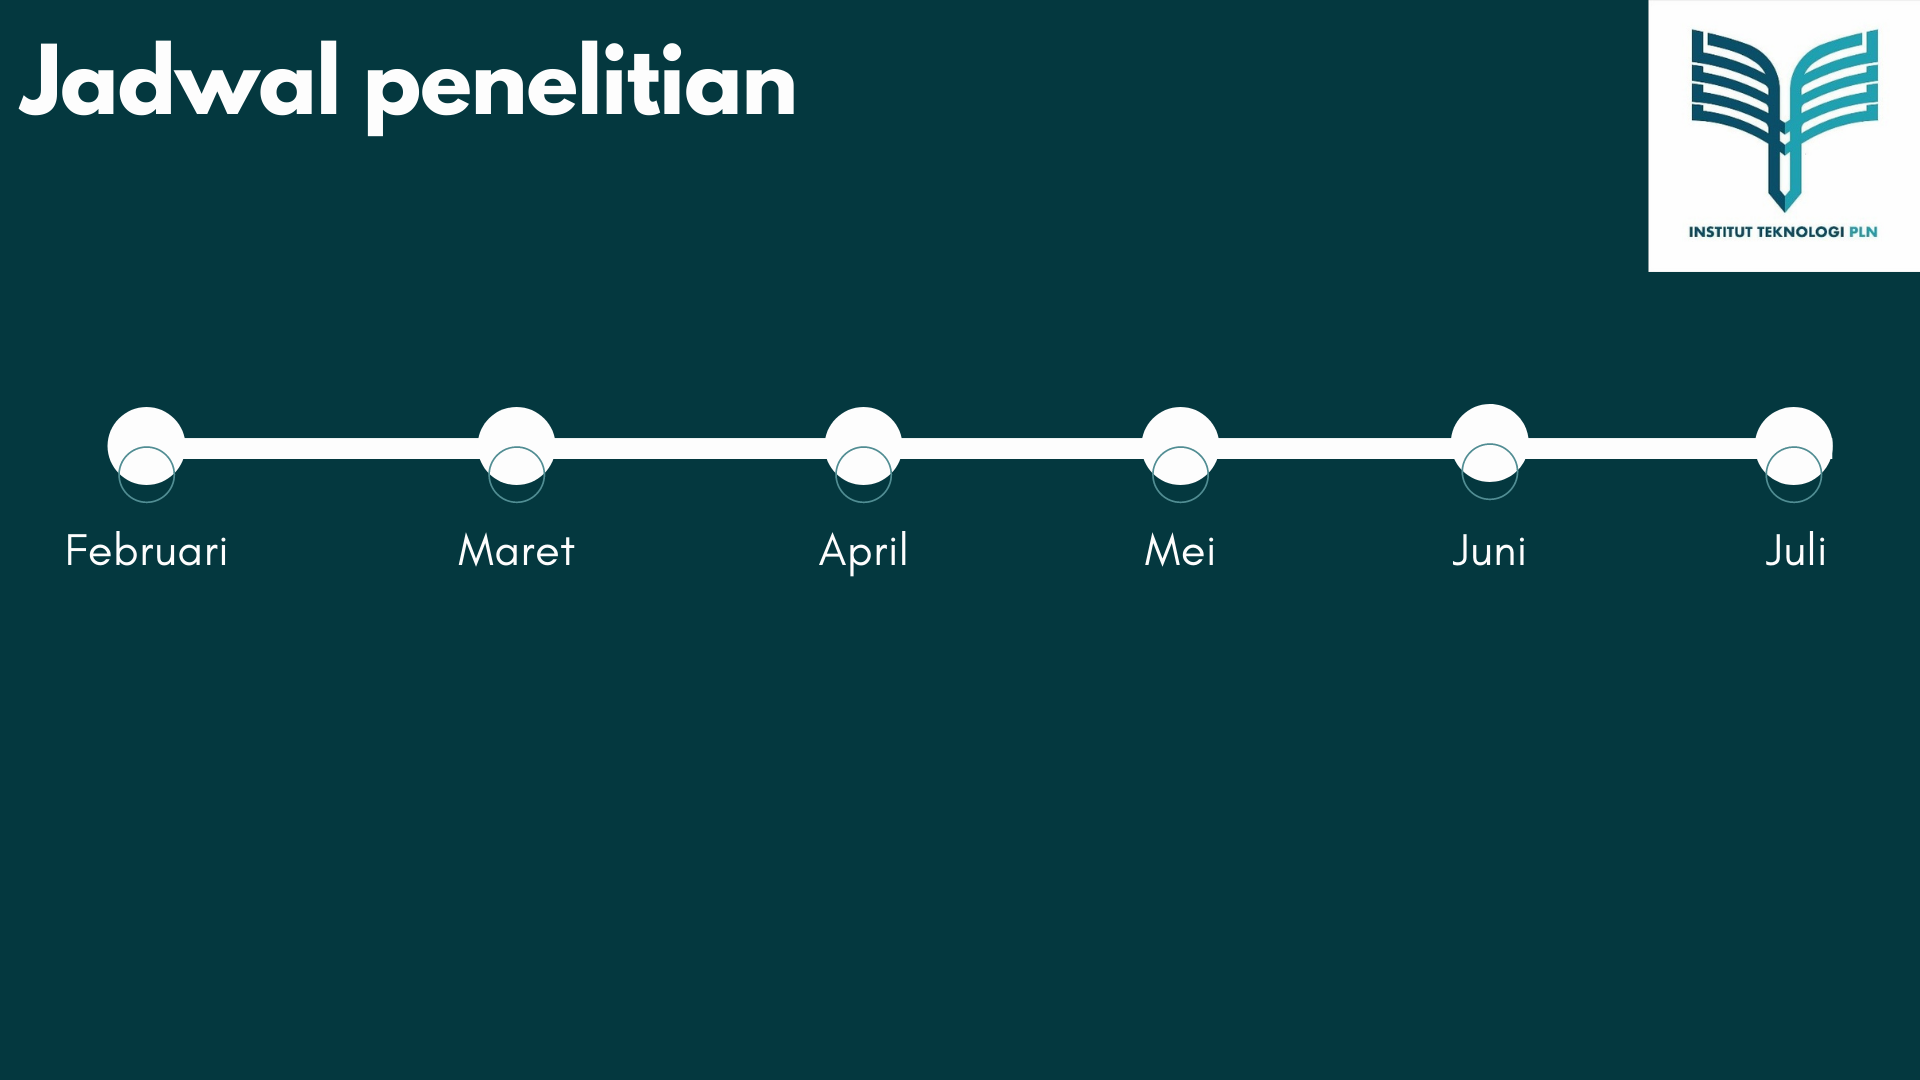 Jadwal penelitian
INSTITUT TEKNOLOGI PLN
Februari
Maret
April
Mei
Juni
Juli